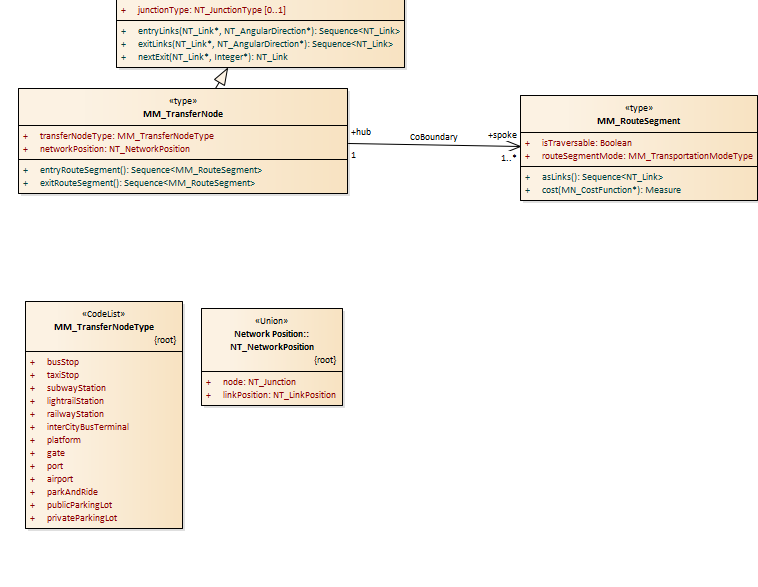 + junctionType: NT_JunctionType [0..1]
+ entryLinks(NT_Link*, NT_AngularDirection*): Sequence<NT_Link>
+ exitLinks(NT_Link*, NT_AngularDirection*): Sequence<NT_Link>
+ nextExit(NT_Link*, Integer*): NT_Link
«type»
MM_TransferNode
+ transferNodeType: MM_TransferNodeType
+ networkPosition: NT_NetworkPosition
+ entryRouteSegment(): Sequence<MM_RouteSegment>
+ exitRouteSegment(): Sequence<MM_RouteSegment>
+hub
1
CoBoundary
+spoke
1..*
«type»
MM_RouteSegment
+ isTraversable: Boolean
+ routeSegmentMode: MM_TransportationModeType
+ asLinks(): Sequence<NT_Link>
+ cost(MN_CostFunction*): Measure
«CodeList»
MM_TransferNodeType
{root}
+ busStop
+ taxiStop
+ subwayStation
+ lightrailStation
+ railwayStation
+ interCityBusTerminal
+ platform
+ gate
+ port
+ airport
+ parkAndRide
+ publicParkingLot
+ privateParkingLot
«Union»
Network Position::
NT_NetworkPosition
{root}
+ node: NT_Junction
+ linkPosition: NT_LinkPosition